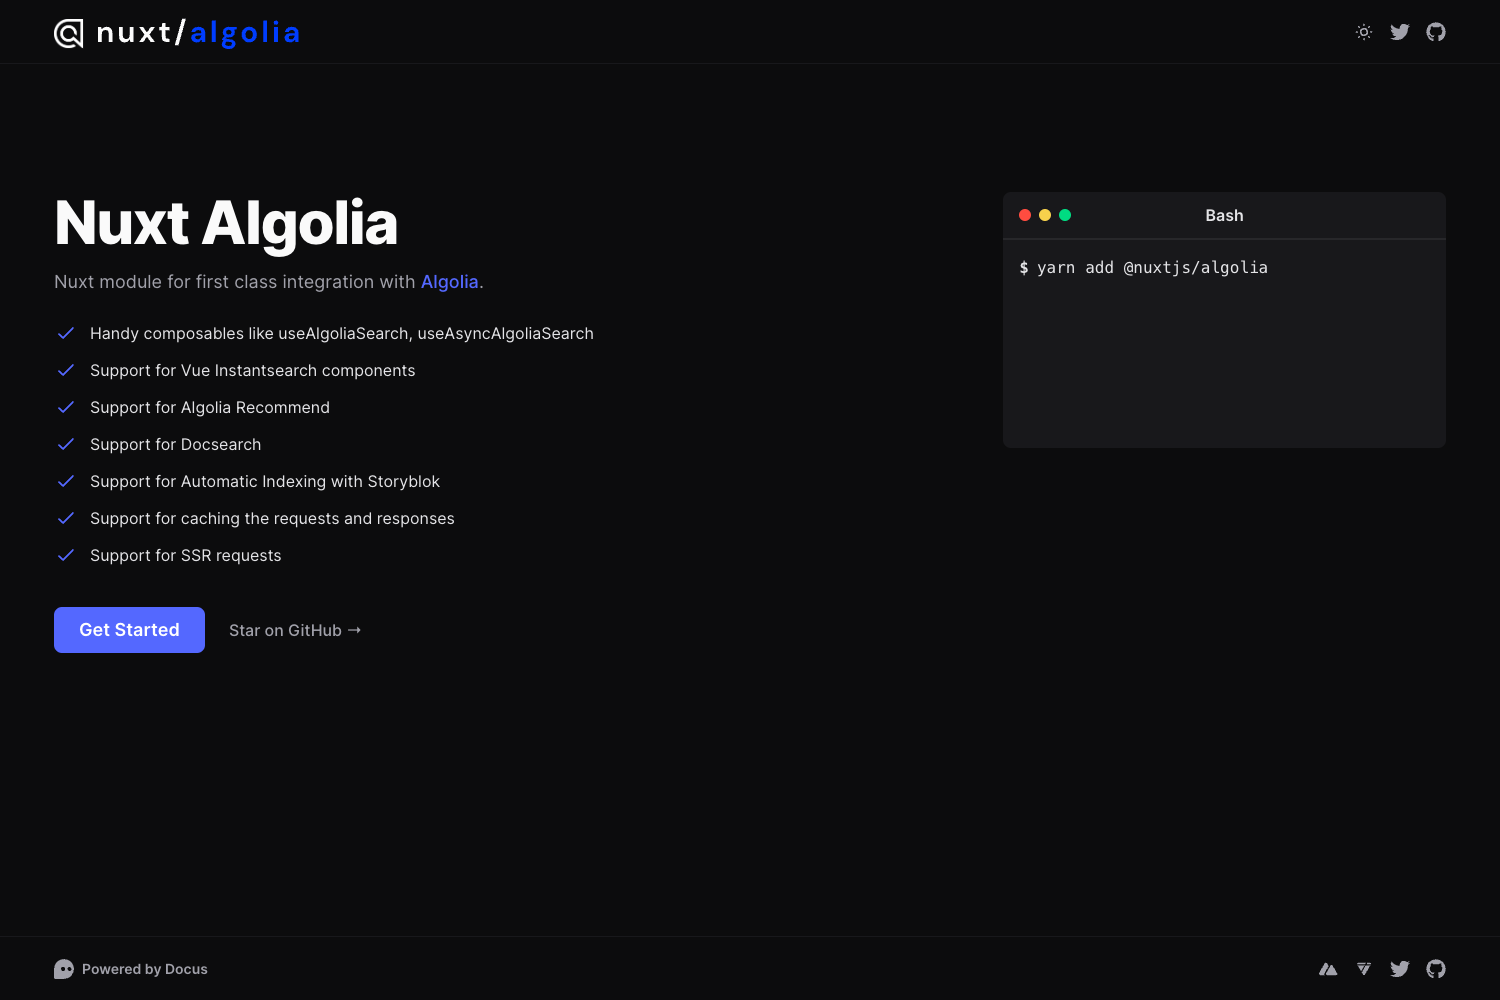 nuxt/algolia
Nuxt Algolia
Nuxt module for first class integration with Algolia.
Handy composables like useAlgoliaSearch, useAsyncAlgoliaSearch
Support for Vue Instantsearch components
Support for Algolia Recommend
Support for Docsearch
Support for Automatic Indexing with Storyblok
Support for caching the requests and responses
Support for SSR requests
Get Started
Star on GitHub →
Bash
$ yarn add @nuxtjs/algolia
Powered by Docus